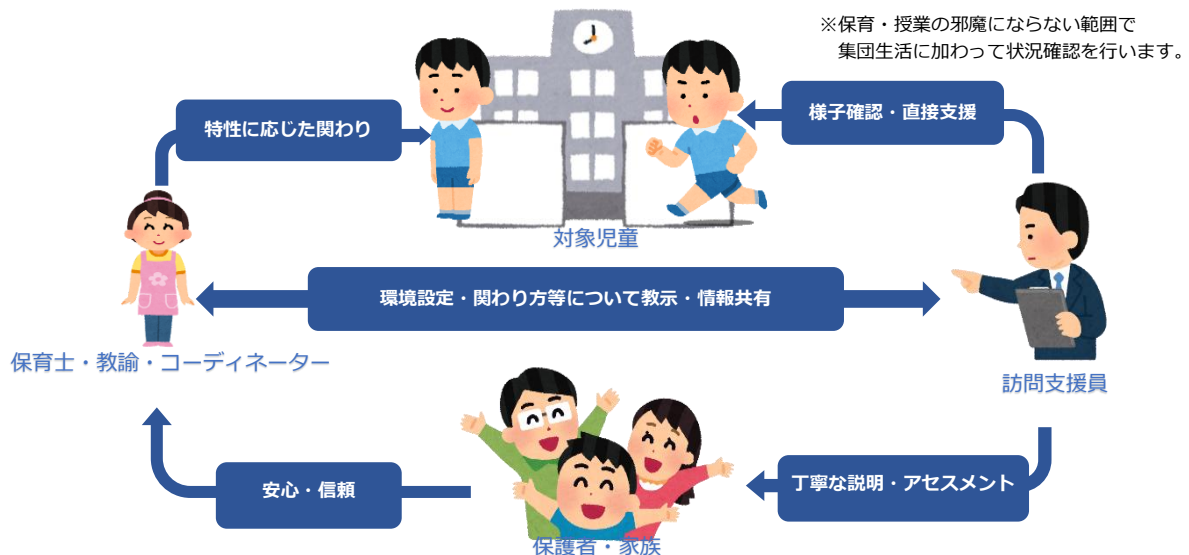 ※保育・授業の邪魔にならない範囲で
集団生活に加わって状況確認を行います。
特性に応じた関わり
様子確認・直接支援
対象児童
環境設定・関わり方等について教示・情報共有
保育士・教諭・コーディネーター
訪問支援員
安心・信頼
丁寧な説明・アセスメント
保護者・家族